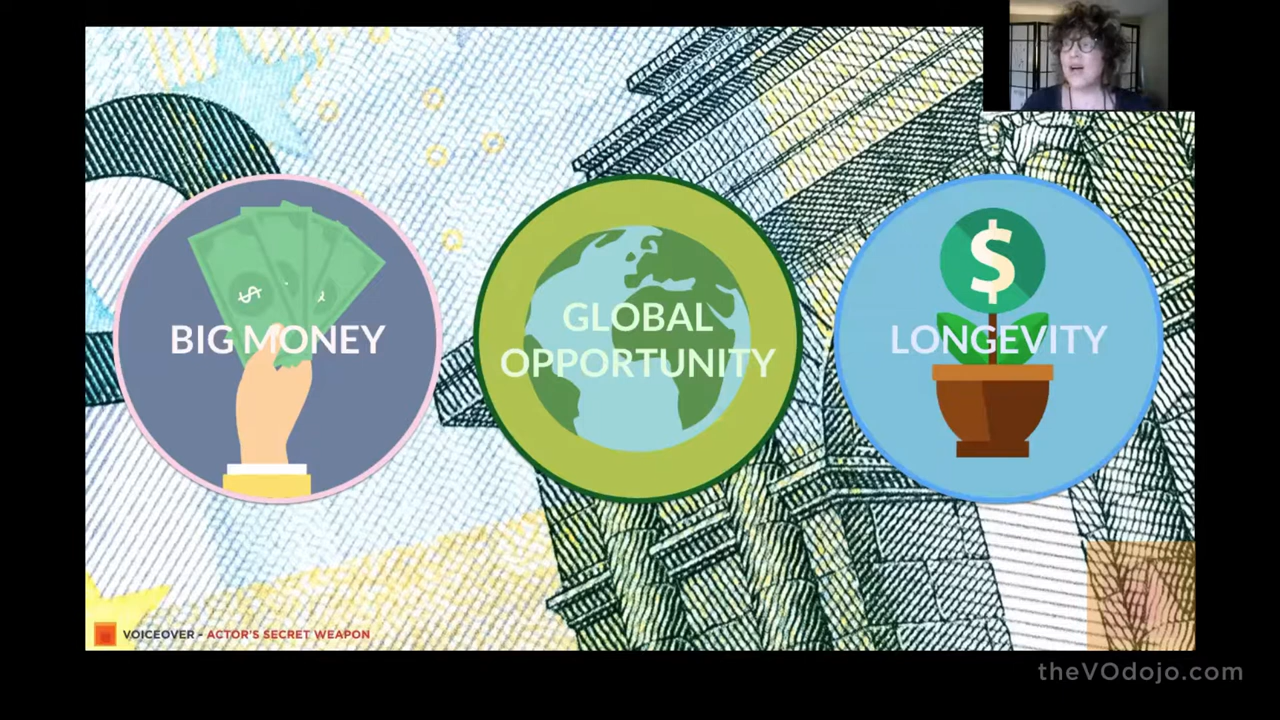 BIG MONEY
GLOBAL
OPPORTUNITY
LONGEVITY
VOICEOVER - ACTOR'S SECRET WEAPON
theVOdojo.com